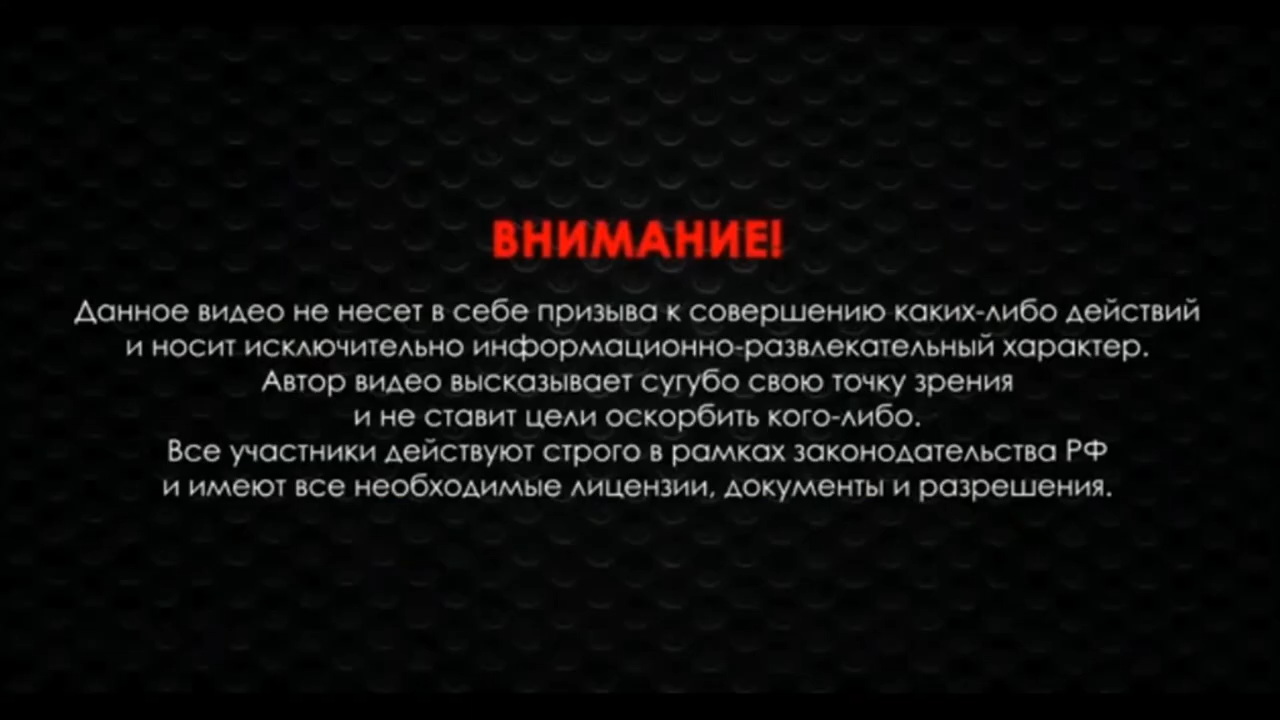 ВНИМАНИЕ!
Данное видео не несет в себе призыва к совершению каких-либо действий
и носит исключительно информационно-развлекательный характер.
Автор видео высказывает сугубо свою точку зрения
и не ставит цели оскорбить кого-либо.
Все участники действуют строго в рамках законодательства РФ
и имеют все необходимые лицензии, документы и разрешения.